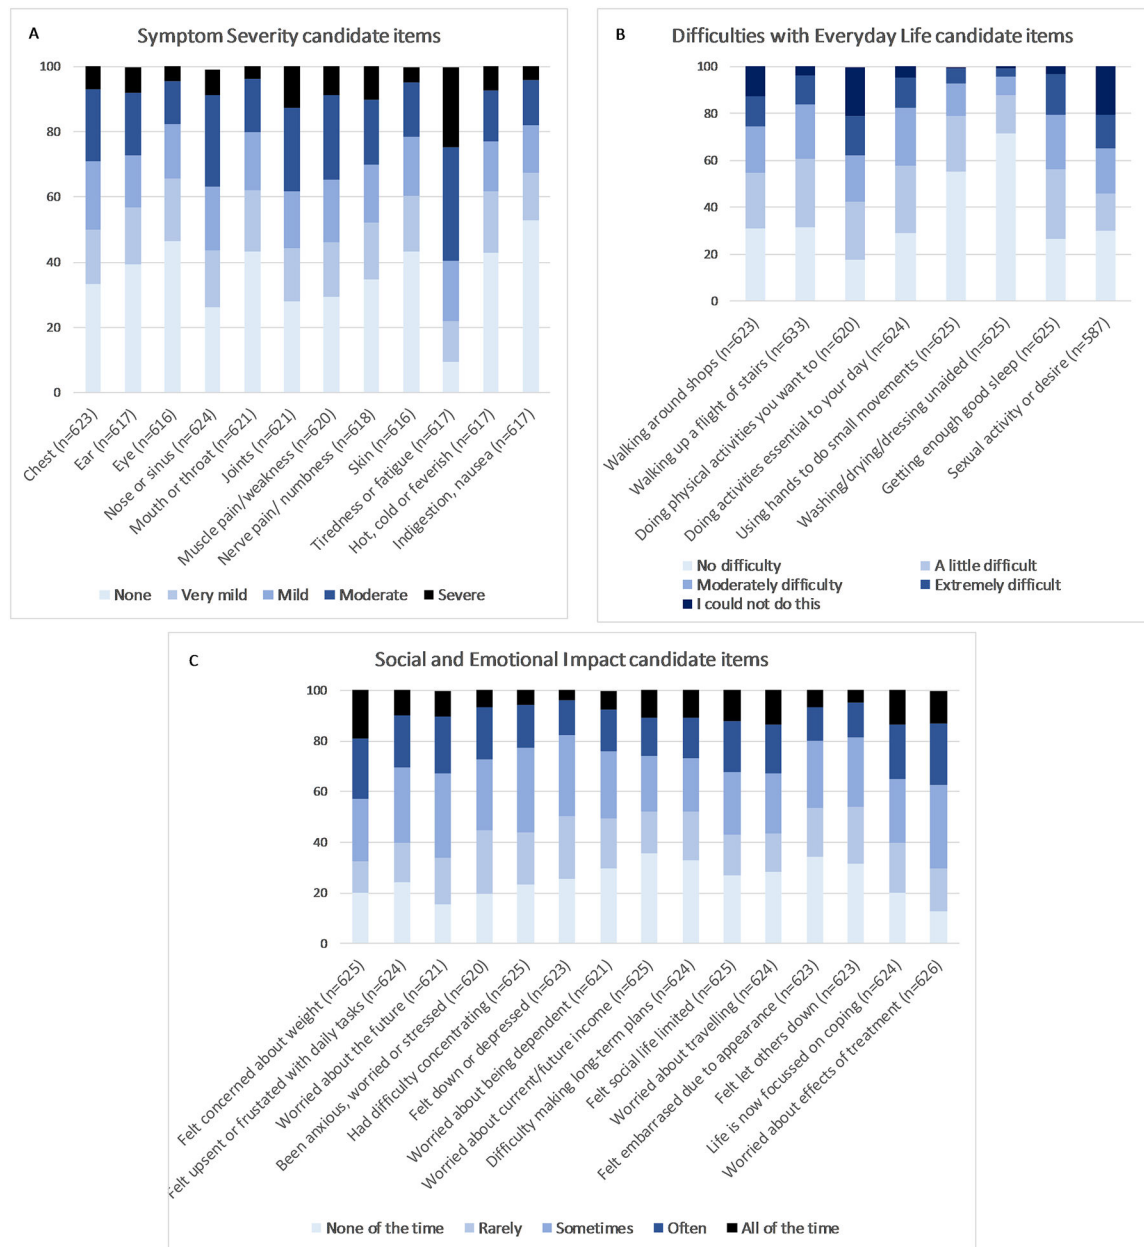 A
Symptom Severity candidate items
100
80
60
40
20
0
Chest (n=623)
Ear (n=617)
Eye (n=616)
Nose or sinus (n=624)
Mouth or throat (n=621)
Joints (n=621)
Muscle pain/weakness (n=620)
Nerve pain/ numbness (n=618)
Skin (n=616)
Tiredness or fatigue (n=617)
Hot, cold or feverish (n=617)
Indigestion, nausea (n=617)
None
Very mild
Mild
Moderate
Severe
B
Difficulties with Everyday Life candidate items
100
80
60
40
20
0
Walking around shops (n=623)
Walking up a flight of stairs (n=633)
Doing physical activities you want to (n=620)
Doing activities essential to your day (n=624)
Using hands to do small movements (n=625)
Washing/drying/dressing unaided (n=625)
Getting enough good sleep (n=625)
Sexual activity or desire (n=587)
No difficulty
A little difficult
Moderately difficulty
Extremely difficult
I could not do this
C
Social and Emotional Impact candidate items
100
80
60
40
20
0
Felt concerned about weight (n=625)
Felt upsent or frustated with daily tasks (n=624)
Worried about the future (n=621)
Been anxious, worried or stressed (n=620)
Had difficulty concentrating (n=625)
Felt down or depressed (n=623)
Worried about being dependent (n=621)
Worried about current/future income (n=625)
Difficulty making long-term plans (n=624)
Felt social life limited (n=625)
Worried about travelling (n=624)
Felt embarrased due to appearance (n=623)
Felt let others down (n=623)
Life is now focussed on coping (n=624)
Worried about effects of treatment (n=626)
None of the time
Rarely
Sometimes
Often
All of the time